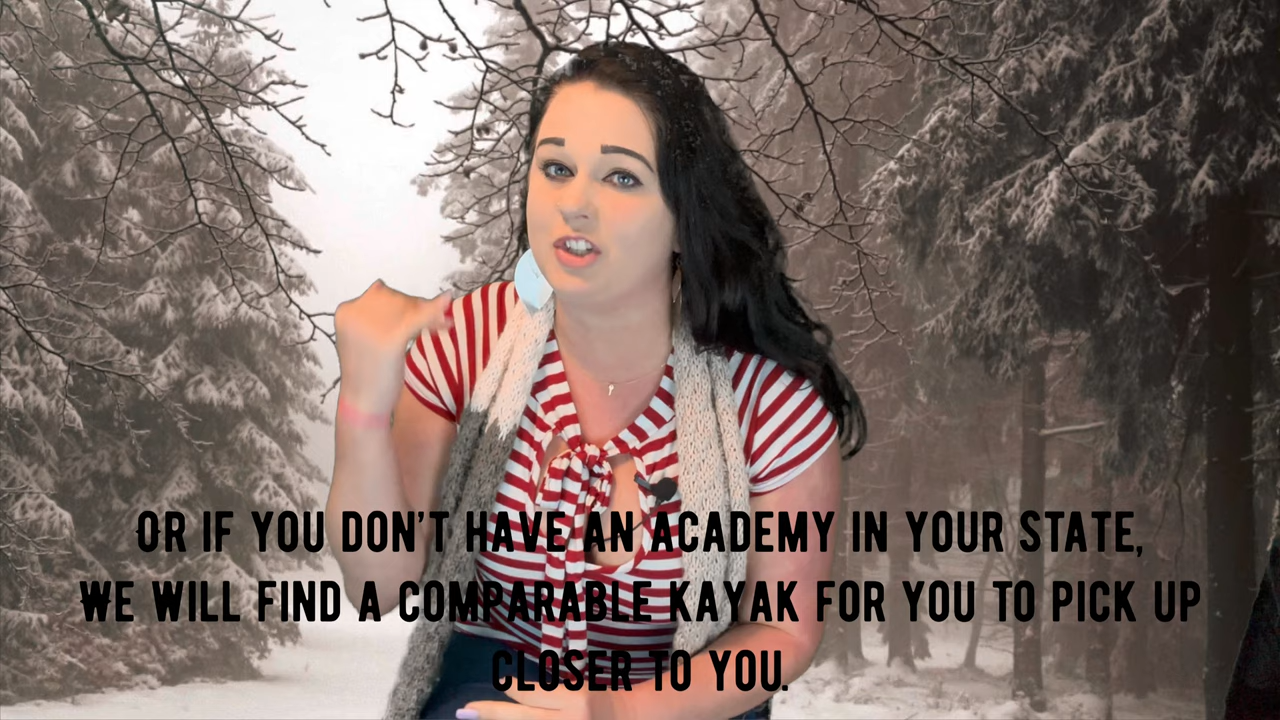 OR IF YOU DON'T HAVE AN ACADEMY IN YOUR STATE,
WE WILL FIND A COMPARABLE KAYAK FOR YOU TO PICK UP
CLOSER TO YOU.